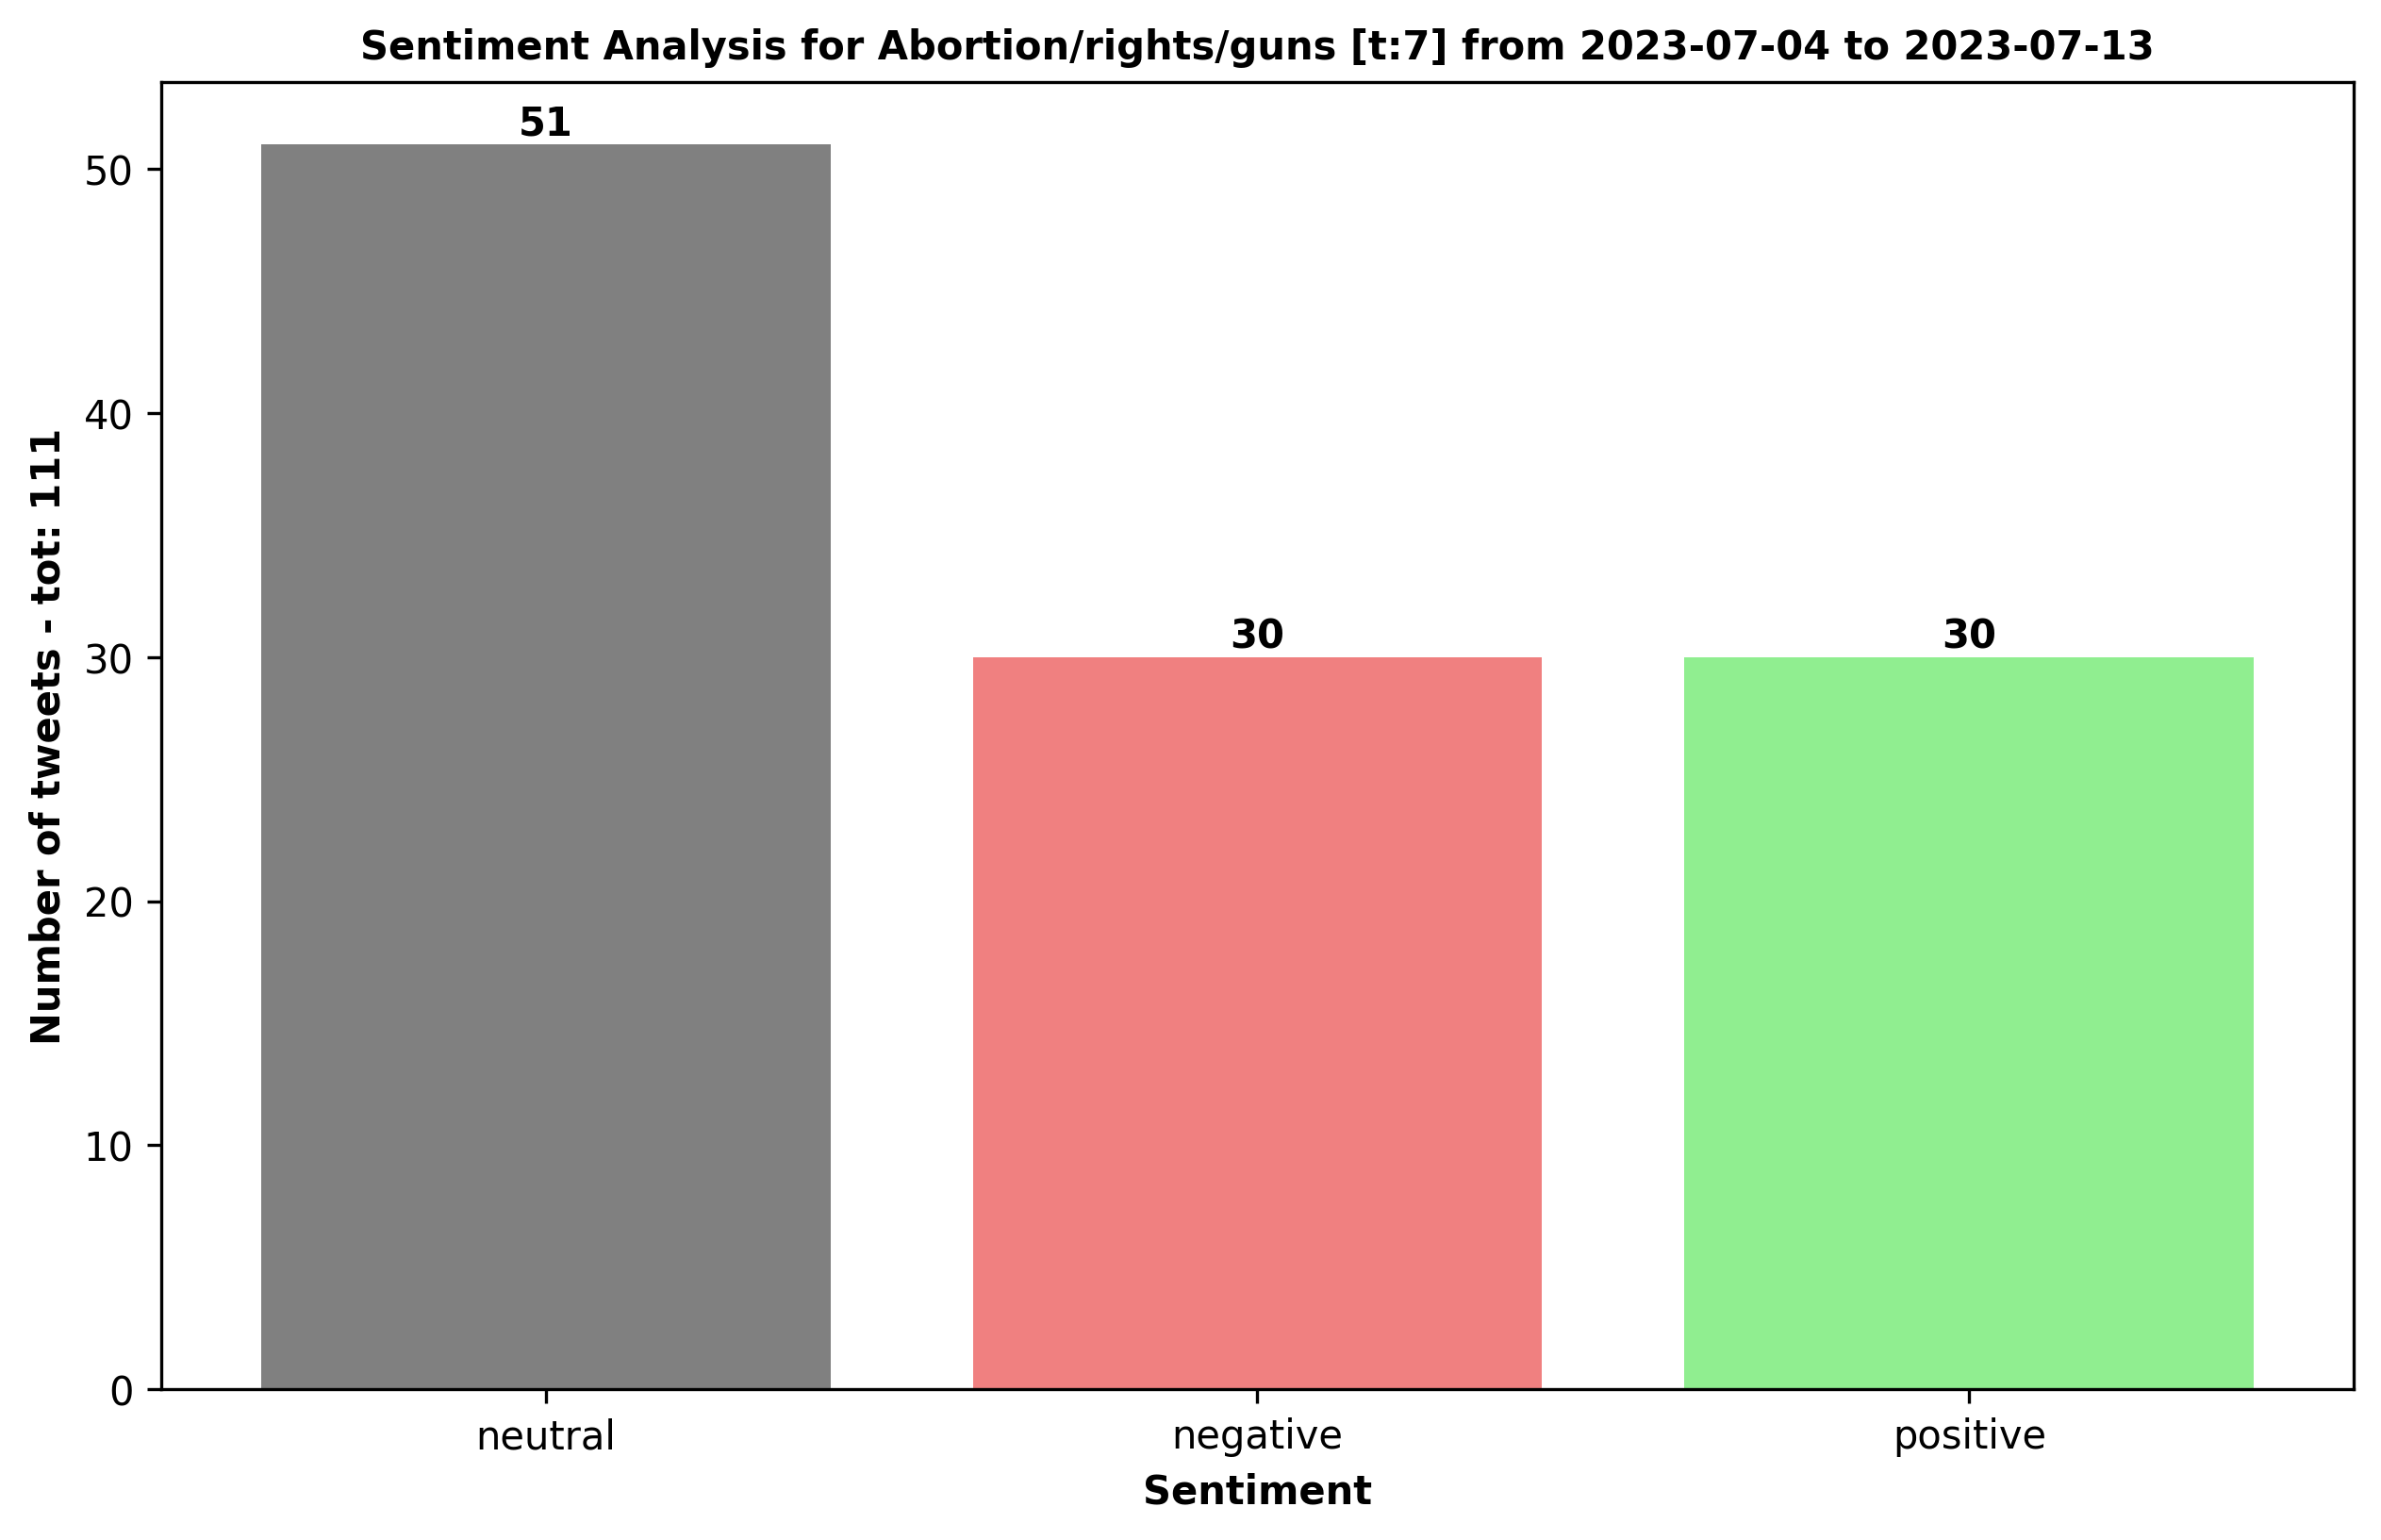 Sentiment Analysis for Abortion/rights/guns [t:7] from 2023-07-04 to 2023-07-13
Number of tweets - tot: 111
50
40
30
20
10
0
51
30
30
neutral
negative
positive
Sentiment